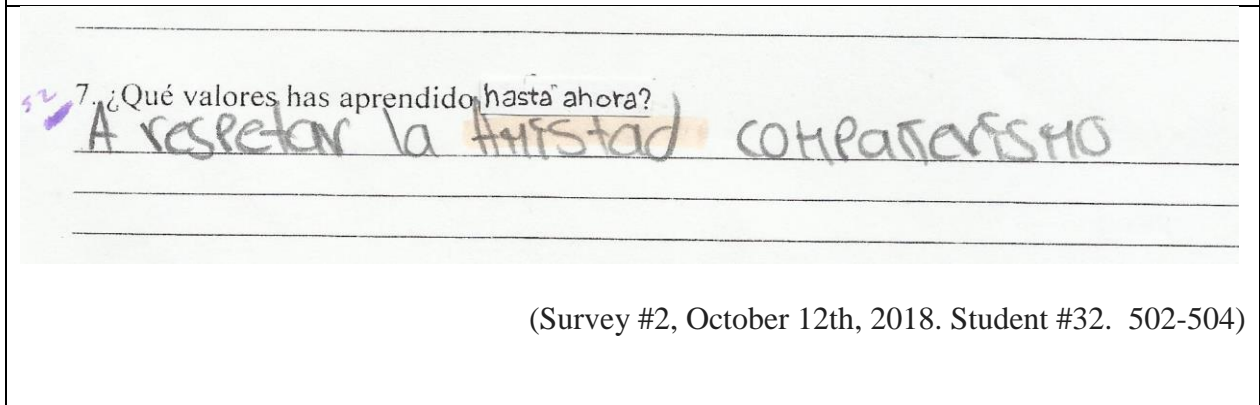 52
7. ¿Qué valores has aprendido hasta ahora?
A respetar la Amistad compañerismo
(Survey #2, October 12th, 2018. Student #32. 502-504)